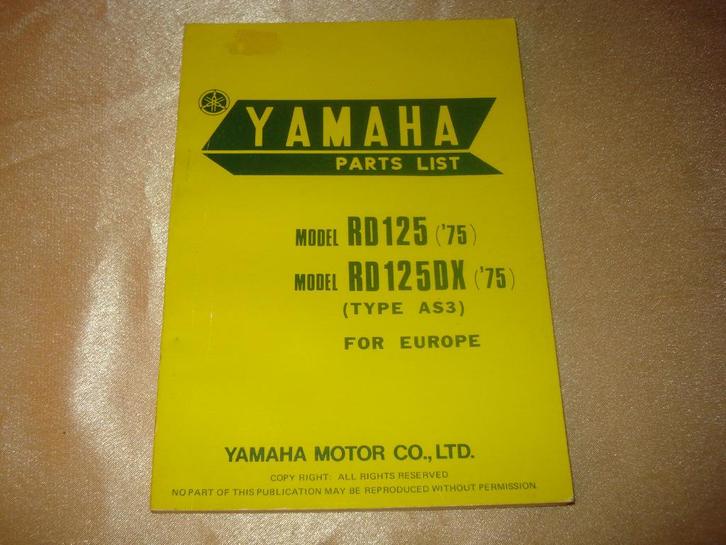 YAMAHA
PARTS LIST
MODEL RD125 ('75)
MODEL RD125DX ('75)
(TYPE AS3)
FOR EUROPE
YAMAHA MOTOR CO., LTD.
COPY RIGHT: ALL RIGHTS RESERVED
NO PART OF THIS PUBLICATION MAY BE REPRODUCED WITHOUT PERMISSION.